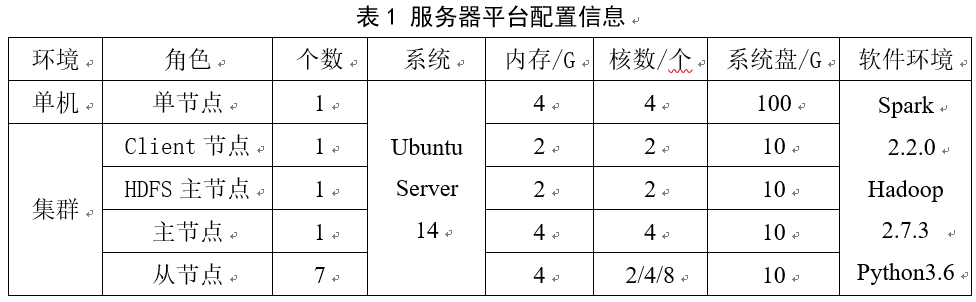 表 1 服务器平台配置信息
环境 角色 个数 系统 内存/G 核数/个 系统盘/G 软件环境
单机 单节点 1 Ubuntu Server 14 4 4 100 Spark 2.2.0 Hadoop 2.7.3 Python3.6
集群 Client 节点 1 2 2 10
HDFS 主节点 1 2 2 10
主节点 1 4 4 10
从节点 7 4 2/4/8 10